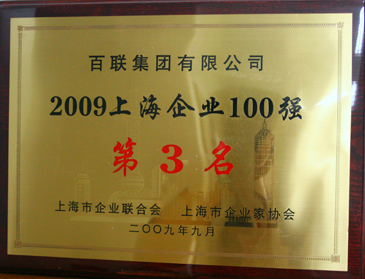 百联集团有限公司
2009上海企业100强
第3名
上海市企业联合会 上海市企业家协会
二〇〇九年九月